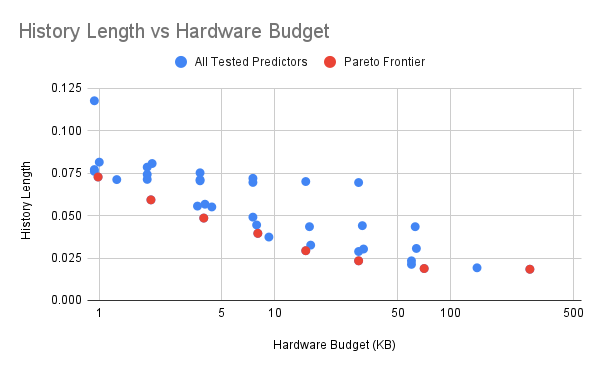 History Length vs Hardware Budget
All Tested Predictors
Pareto Frontier
0.125
0.100
0.075
0.050
0.025
0.000
History Length
1
5
10
50
100
500
Hardware Budget (KB)